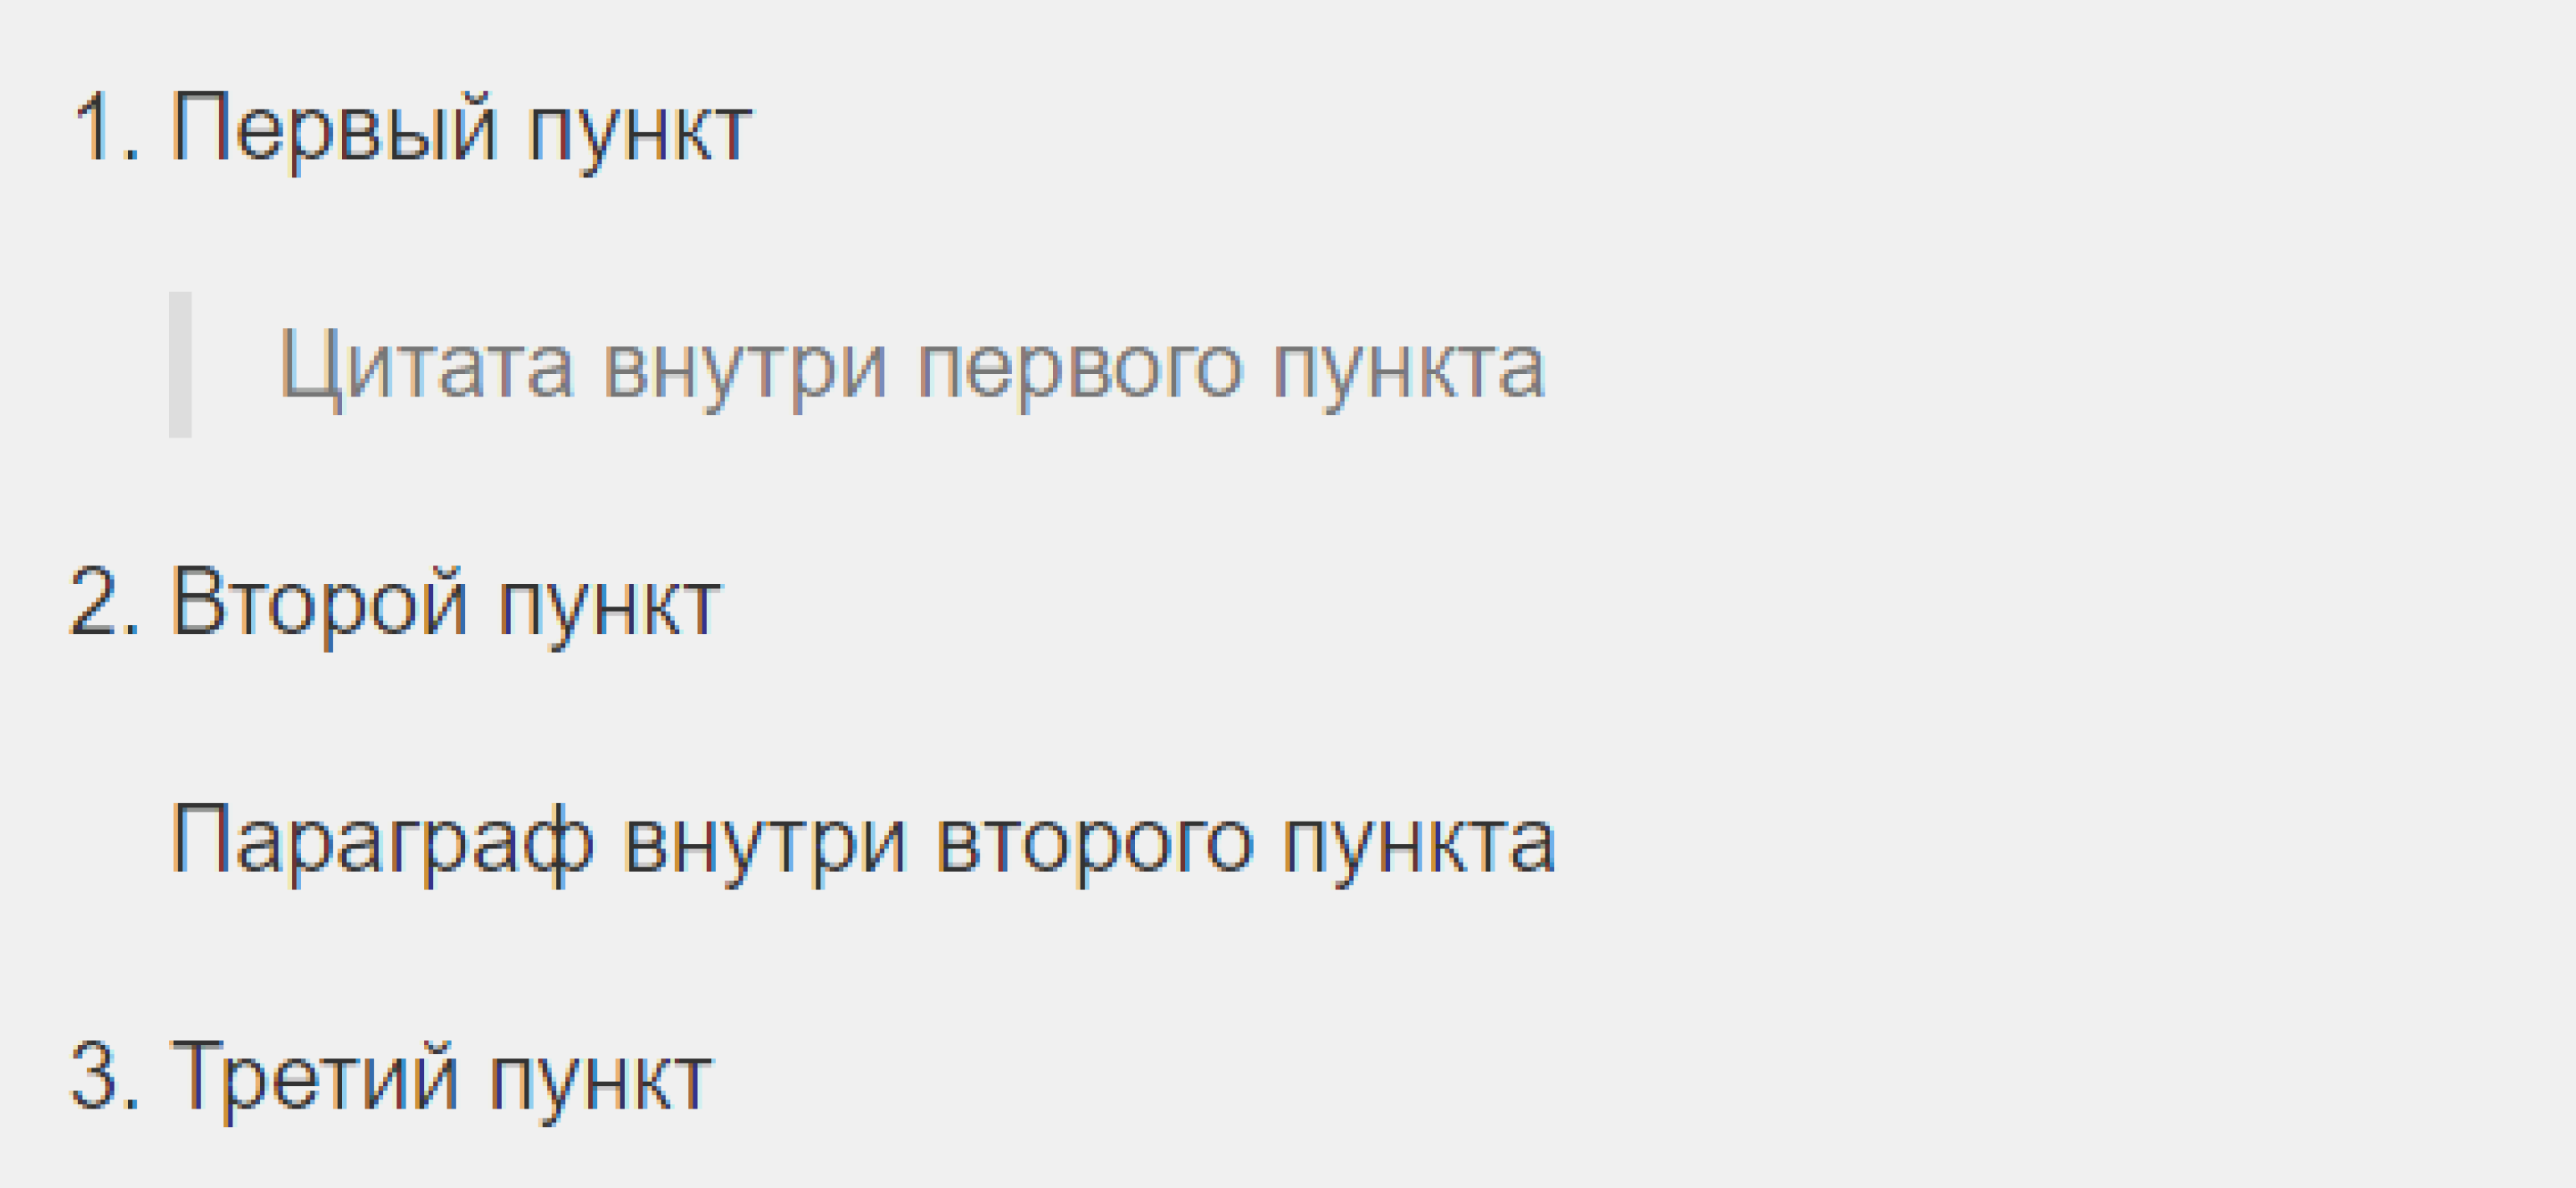 1. Первый пункт
Цитата внутри первого пункта
2. Второй пункт
Параграф внутри второго пункта
3. Третий пункт